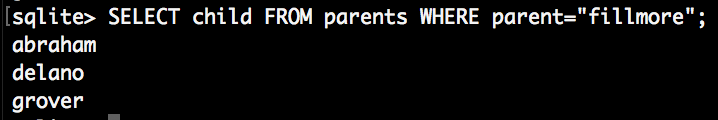 [sqlite> SELECT child FROM parents WHERE parent="fillmore";
abraham
delano
grover